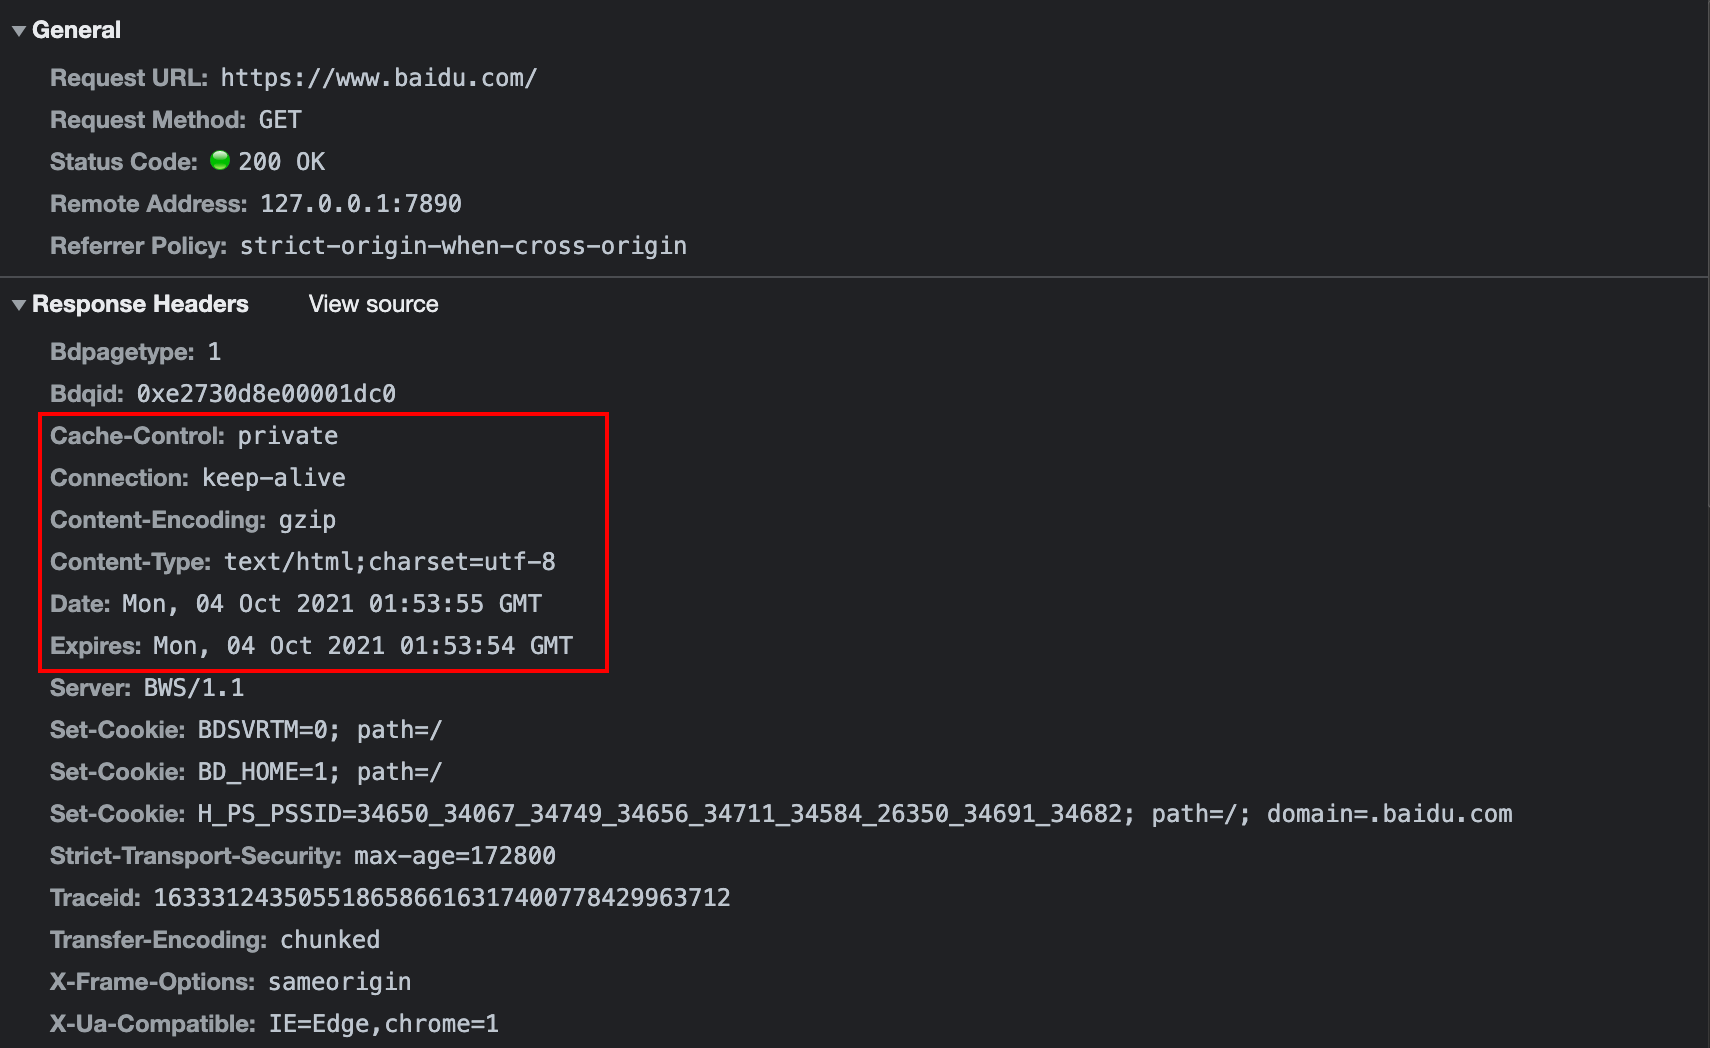 General
Request URL: https://www.baidu.com/
Request Method: GET
Status Code: 200 OK
Remote Address: 127.0.0.1:7890
Referrer Policy: strict-origin-when-cross-origin
Response Headers View source
Bdpagetype: 1
Bdqid: 0xe2730d8e00001dc0
Cache-Control: private
Connection: keep-alive
Content-Encoding: gzip
Content-Type: text/html;charset=utf-8
Date: Mon, 04 Oct 2021 01:53:55 GMT
Expires: Mon, 04 Oct 2021 01:53:54 GMT
Server: BWS/1.1
Set-Cookie: BDSVRTM=0; path=/
Set-Cookie: BD_HOME=1; path=/
Set-Cookie: H_PS_PSSID=34650_34067_34749_34656_34711_34584_26350_34691_34682; path=/; domain=.baidu.com
Strict-Transport-Security: max-age=172800
Traceid: 1633312435055186586616317400778429963712
Transfer-Encoding: chunked
X-Frame-Options: sameorigin
X-Ua-Compatible: IE=Edge,chrome=1